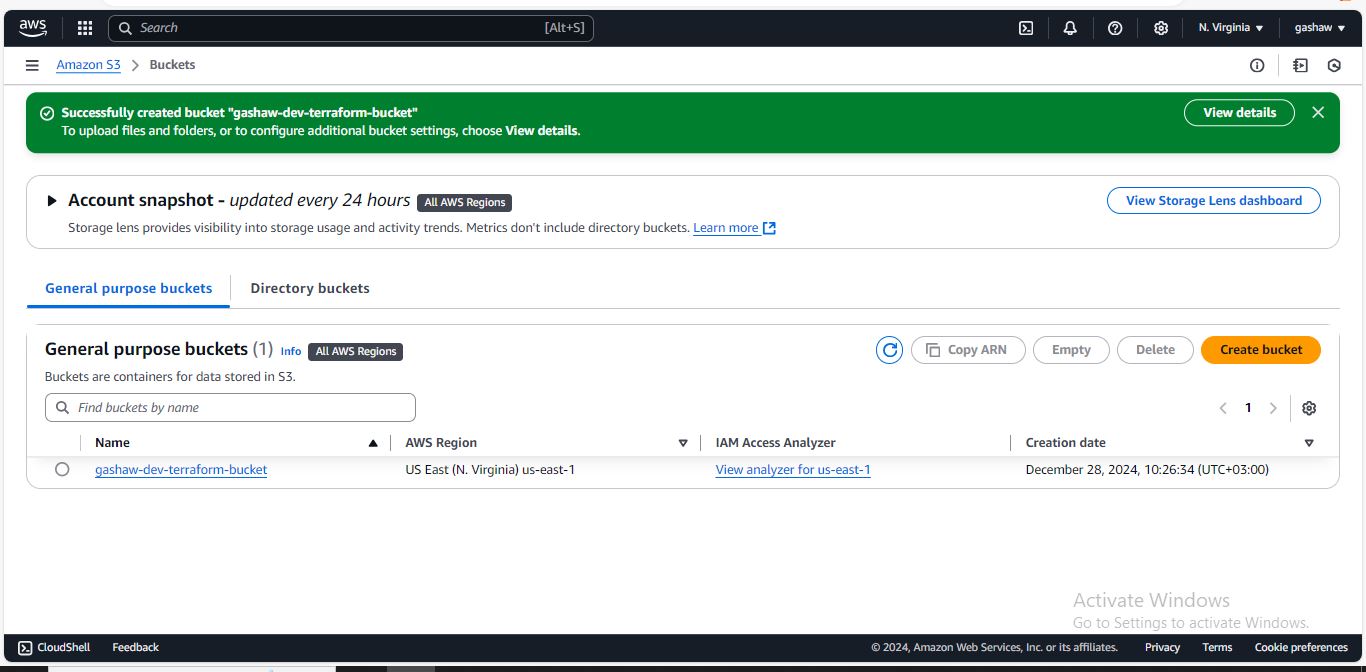 aws
Search [Alt+S]
N. Virginia
gashaw
Amazon S3
Buckets
Successfully created bucket "gashaw-dev-terraform-bucket"
To upload files and folders, or to configure additional bucket settings, choose View details.
View details
Account snapshot - updated every 24 hours All AWS Regions
View Storage Lens dashboard
Storage lens provides visibility into storage usage and activity trends. Metrics don't include directory buckets. Learn more
General purpose buckets
Directory buckets
General purpose buckets (1) Info All AWS Regions
Copy ARN
Empty
Delete
Create bucket
Buckets are containers for data stored in S3.
Find buckets by name
1
Name AWS Region IAM Access Analyzer Creation date
gashaw-dev-terraform-bucket US East (N. Virginia) us-east-1 View analyzer for us-east-1 December 28, 2024, 10:26:34 (UTC+03:00)
Activate Windows
Go to Settings to activate Windows.
CloudShell Feedback © 2024, Amazon Web Services, Inc. or its affiliates. Privacy Terms Cookie preferences